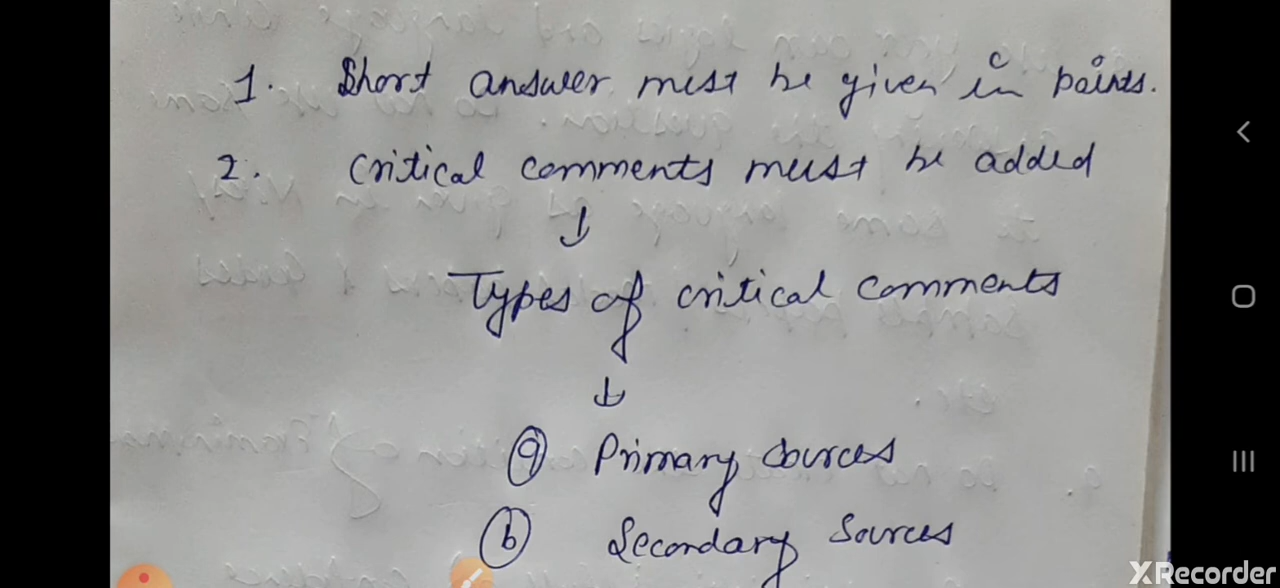 1. Short answer must be given in points.
2. Critical comments must be added
↓
Types of critical comments
↓
a Primary Sources
b Secondary Sources
XRecorder